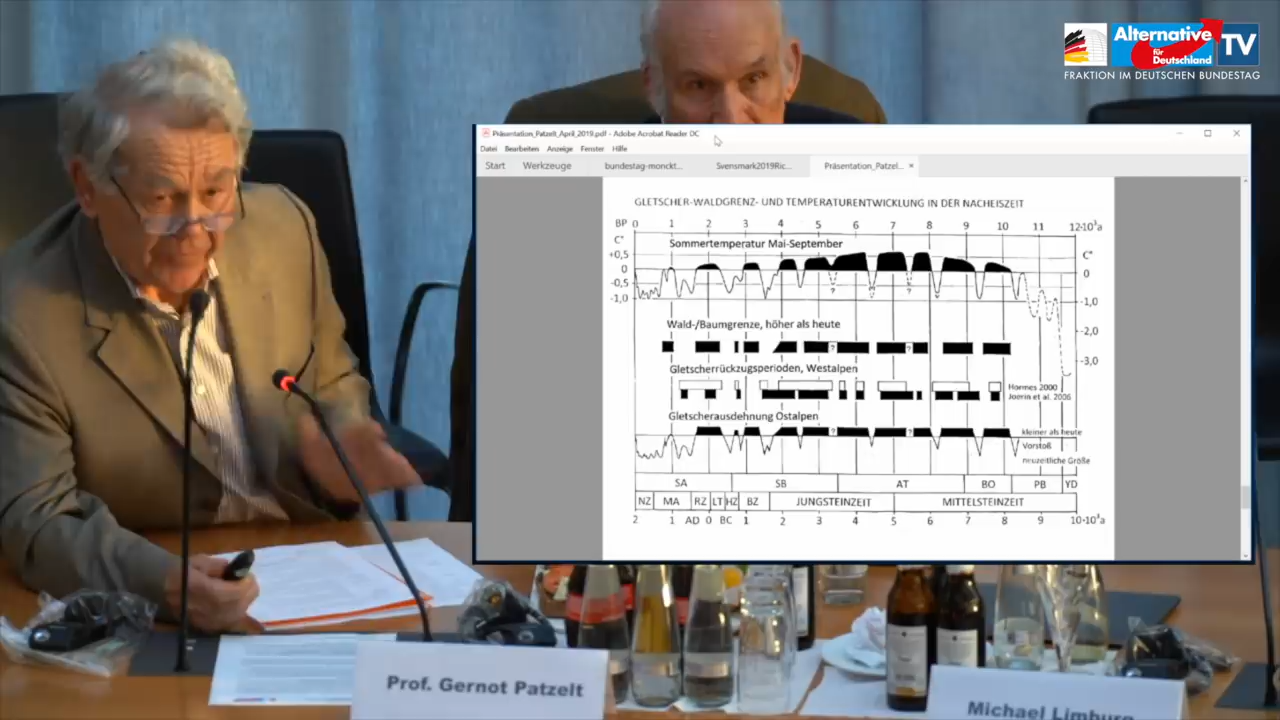 Alternative
für
Deutschland
TV
FRAKTION IM DEUTSCHEN BUNDESTAG
Präsentation_Patzelt_April_2019.pdf - Adobe Acrobat Reader DC
Datei Bearbeiten Anzeige Fenster Hilfe
Start Werkzeuge bundestag-monckt... Svensmark2019Ric... Präsentation_Patzel... ×
GLETSCHER-WALDGRENZ- UND TEMPERATURENTWICKLUNG IN DER NACHEISZEIT
BP 0 1 2 3 4 5 6 7 8 9 10 11 12·10³a
C°
Sommertemperatur Mai-September
+0,5 C°
0 0
-0,5
-1,0 -1,0
? ? ?
-2,0
Wald-/Baumgrenze, höher als heute
? ?
-3,0
Gletscherrückzugsperioden, Westalpen
Hormes 2000
Joerin et al. 2006
Gletscherausdehnung Ostalpen
? ? kleiner als heute
Vorstoß
neuzeitliche Größe
SA SB AT BO PB YD
NZ MA RZ LT HZ BZ JUNGSTEINZEIT MITTELSTEINZEIT
2 1 AD 0 BC 1 2 3 4 5 6 7 8 9 10·10³a
Prof. Gernot Patzelt
Michael Limburg